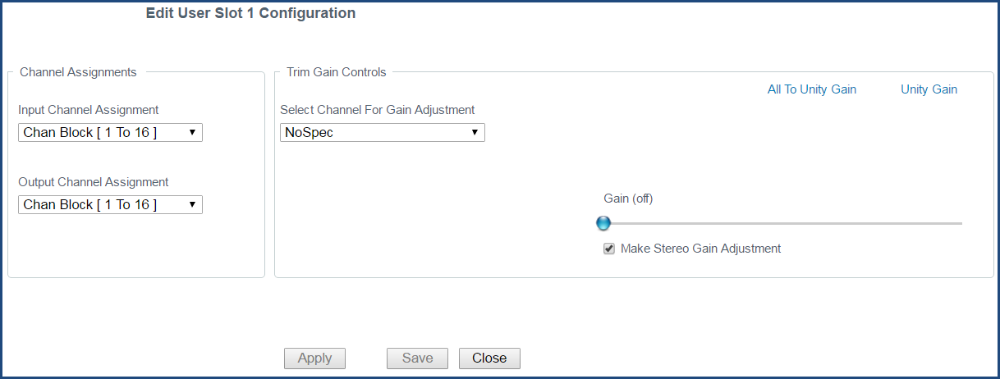 Edit User Slot 1 Configuration
Channel Assignments
Input Channel Assignment
Chan Block [ 1 To 16 ]
Output Channel Assignment
Chan Block [ 1 To 16 ]
Trim Gain Controls
All To Unity Gain Unity Gain
Select Channel For Gain Adjustment
NoSpec
Gain (off)
Make Stereo Gain Adjustment
Apply Save Close